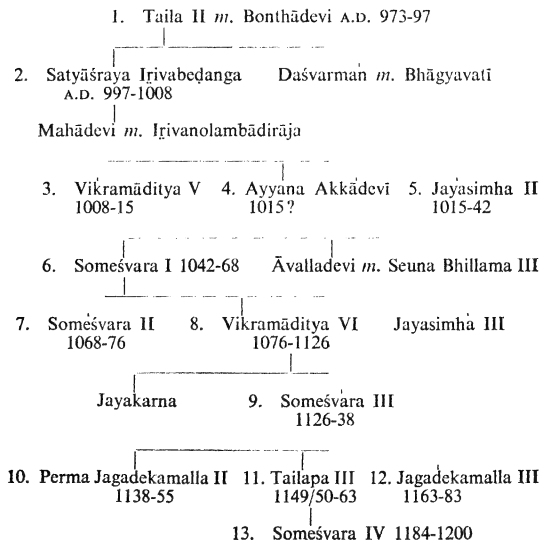 1. Taila II m. Bonthādevi A.D. 973-97
2. Satyāśraya Iṛivabeḍanga Daśvarmań m. Bhāgyavatī
A.D. 997-1008
Mahādevi m. Iṛivanolambādirāja
3. Vikramāditya V 4. Ayyana Akkādevī 5. Jayasimha II
1008-15 1015? 1015-42
6. Someśvara I 1042-68 Āvalladevi m. Seuna Bhillama III
7. Someśvara II 8. Vikramāditya VI Jayasimha III
1068-76 1076-1126
Jayakarna 9. Someśvara III
1126-38
10. Perma Jagadekamalla II 11. Tailapa III 12. Jagadekamalla III
1138-55 1149/50-63 1163-83
13. Someśvara IV 1184-1200